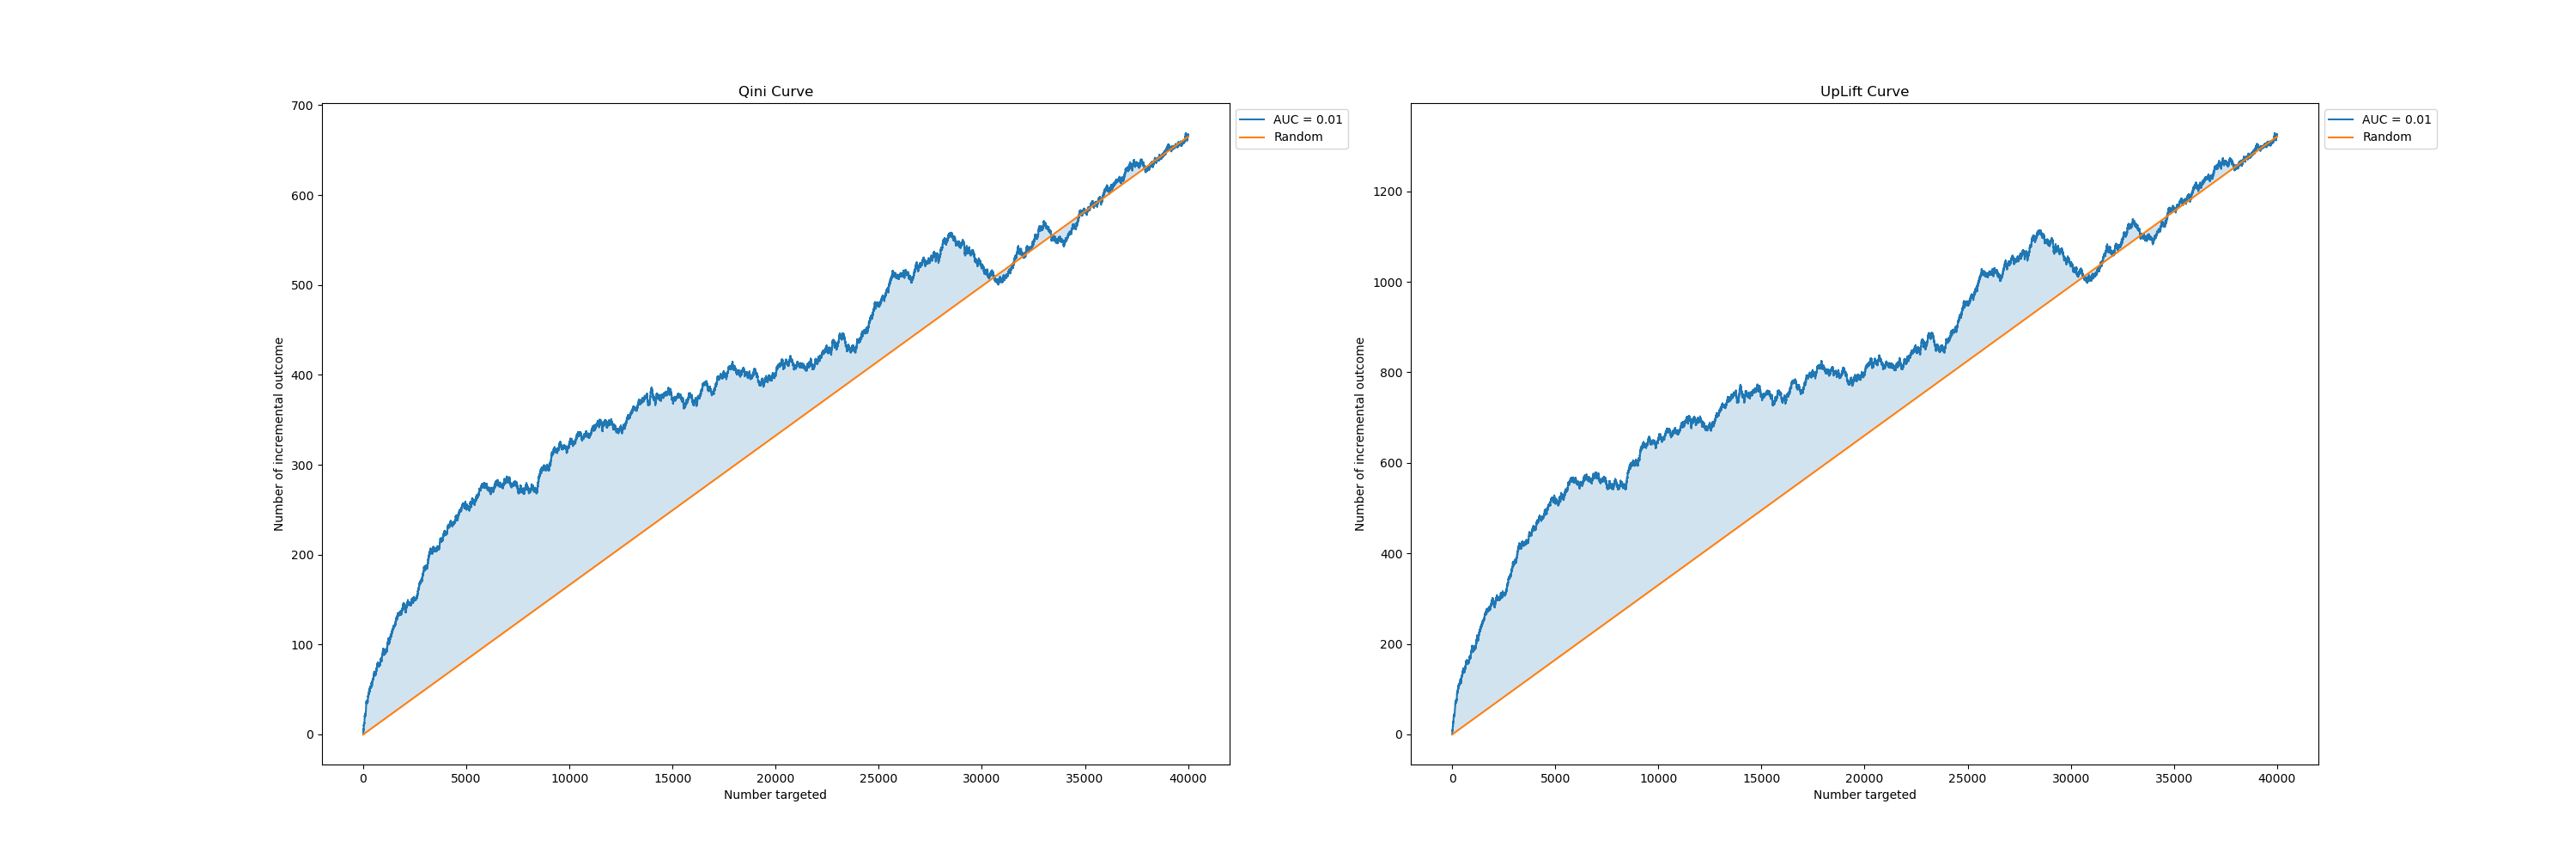 Qini Curve
700
600
500
400
300
200
100
0
Number of incremental outcome
0 5000 10000 15000 20000 25000 30000 35000 40000
Number targeted
AUC = 0.01
Random
UpLift Curve
1200
1000
800
600
400
200
0
Number of incremental outcome
0 5000 10000 15000 20000 25000 30000 35000 40000
Number targeted
AUC = 0.01
Random